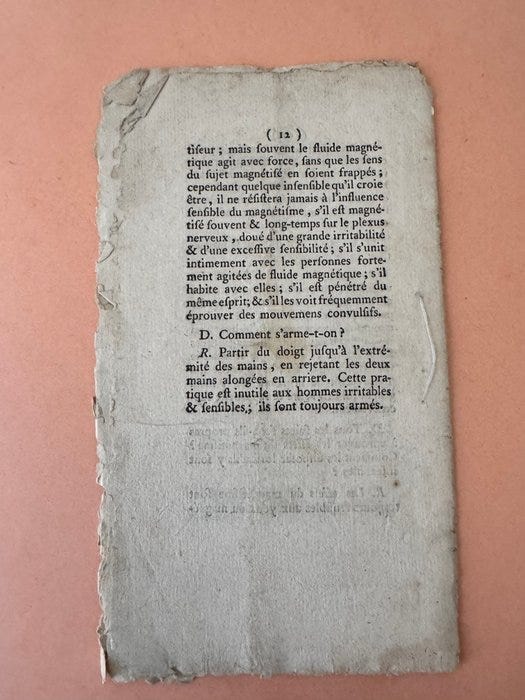 ( 12 )
tiſeur ; mais ſouvent le fluide magné-
tique agit avec force, ſans que les ſens
du ſujet magnétiſé en ſoient frappés ;
cependant quelque inſenſible qu'il croie
être, il ne réſiſtera jamais à l'influence
ſenſible du magnétiſme, s'il eſt magné-
tiſé ſouvent & long-temps ſur le plexus
nerveux, doué d'une grande irritabilité
& d'une exceſſive ſenſibilité ; s'il s'unit
intimement avec les perſonnes forte-
ment agitées de fluide magnétique ; s'il
habite avec elles ; s'il eſt pénétré du
même eſprit; & s'il les voit fréquemment
éprouver des mouvemens convulſifs.
D. Comment s'arme-t-on ?
R. Partir du doigt juſqu'à l'extré-
mité des mains, en rejetant les deux
mains alongées en arriere. Cette pra-
tique eſt inutile aux hommes irritables
& ſenſibles,; ils ſont toujours armés.